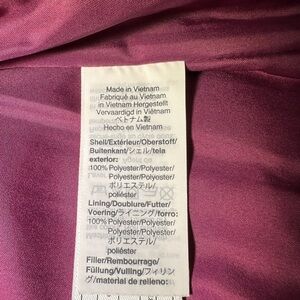 Made in Vietnam
Fabriqué au Vietnam
in Vietnam Hergestellt
Vervaardigd in Viëtnam
ベトナム製
Hecho en Vietnam
Shell/Extérieur/Oberstoff/
Buitenkant/シェル/tela
exterior:
100% Polyester/Polyester/
Polyester/Polyester/
ポリエステル/
poliéster
Lining/Doublure/Futter/
Voering/ライニング/forro:
100% Polyester/Polyester/
Polyester/Polyester/
ポリエステル/
poliéster
Filler/Rembourrage/
Füllung/Vulling/フィリン
グ/material de relleno: